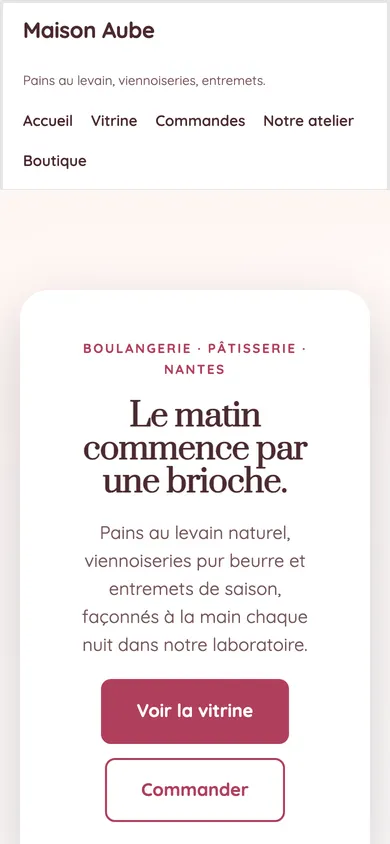 Maison Aube
Pains au levain, viennoiseries, entremets.
Accueil Vitrine Commandes Notre atelier
Boutique
BOULANGERIE · PÂTISSERIE ·
NANTES
Le matin
commence par
une brioche.
Pains au levain naturel,
viennoiseries pur beurre et
entremets de saison,
façonnés à la main chaque
nuit dans notre laboratoire.
Voir la vitrine
Commander